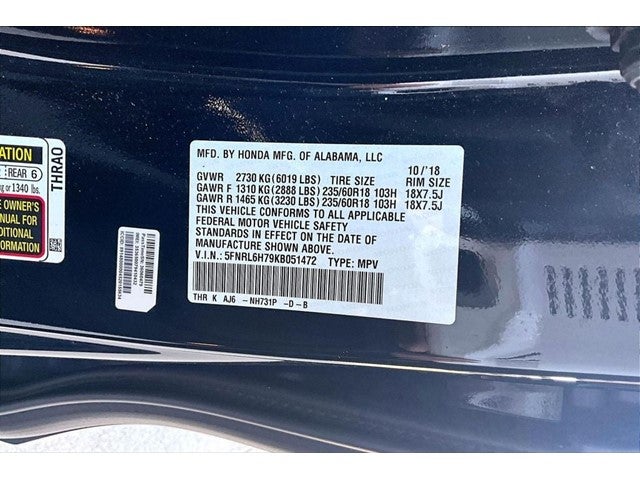 ATION
REAR 6
kg or 1340 lbs.
E OWNER'S
NUAL FOR
DITIONAL
FORMATION
THRA0
MFD. BY HONDA MFG. OF ALABAMA, LLC 10/'18
GVWR 2730 KG(6019 LBS) TIRE SIZE RIM SIZE
GAWR F 1310 KG(2888 LBS) 235/60R18 103H 18X7.5J
GAWR R 1465 KG(3230 LBS) 235/60R18 103H 18X7.5J
THIS VEHICLE CONFORMS TO ALL APPLICABLE
FEDERAL MOTOR VEHICLE SAFETY
STANDARDS IN EFFECT ON THE DATE OF
MANUFACTURE SHOWN ABOVE.
V.I.N.: 5FNRL6H79KB051472 TYPE: MPV
THR K AJ6 -NH731P -D-B